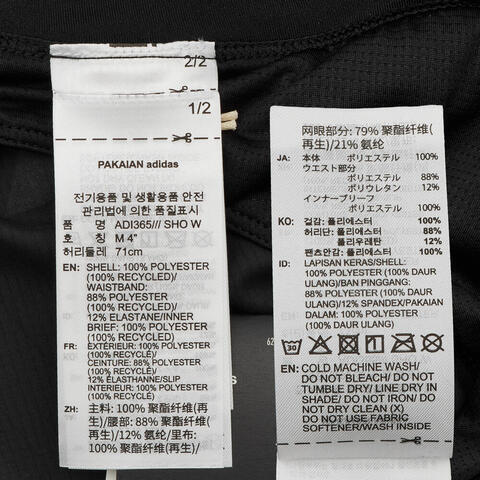 2/2
1/2
PAKAIAN adidas
전기용품 및 생활용품 안전
관리법에 의한 품질표시
품 명 ADI365/// SHO W
호 칭 M 4"
허리둘레 71cm
EN: SHELL: 100% POLYESTER
(100% RECYCLED)/
WAISTBAND:
88% POLYESTER
(100% RECYCLED)/
12% ELASTANE/INNER
BRIEF: 100% POLYESTER
(100% RECYCLED)
FR: EXTÉRIEUR: 100% POLYESTER
(100% RECYCLÉ)/
CEINTURE: 88% POLYESTER
(100% RECYCLÉ)/
12% ÉLASTHANNE/SLIP
INTÉRIEUR: 100% POLYESTER
(100% RECYCLÉ)
ZH: 主料: 100% 聚酯纤维(再
生)/腰部: 88% 聚酯纤维(再
生)/12% 氨纶/里布:
100% 聚酯纤维(再生)
网眼部分: 79% 聚酯纤维(
再生)/21% 氨纶
JA: 本体 ポリエステル 100%
ウエスト部分
ポリエステル 88%
ポリウレタン 12%
インナーブリーフ
ポリエステル 100%
KO: 겉감: 폴리에스터 100%
허리단: 폴리에스터 88%
폴리우레탄 12%
팬츠안감: 폴리에스터 100%
ID: LAPISAN KERAS/SHELL:
100% POLYESTER (100% DAUR
ULANG)/BAN PINGGANG:
88% POLYESTER (100% DAUR
ULANG)/12% SPANDEX/PAKAIAN
DALAM: 100% POLYESTER
(100% DAUR ULANG)
30
EN: COLD MACHINE WASH/
DO NOT BLEACH/ DO NOT
TUMBLE DRY/ LINE DRY IN
SHADE/ DO NOT IRON/ DO
NOT DRY CLEAN (X)
DO NOT USE FABRIC
SOFTENER/WASH INSIDE